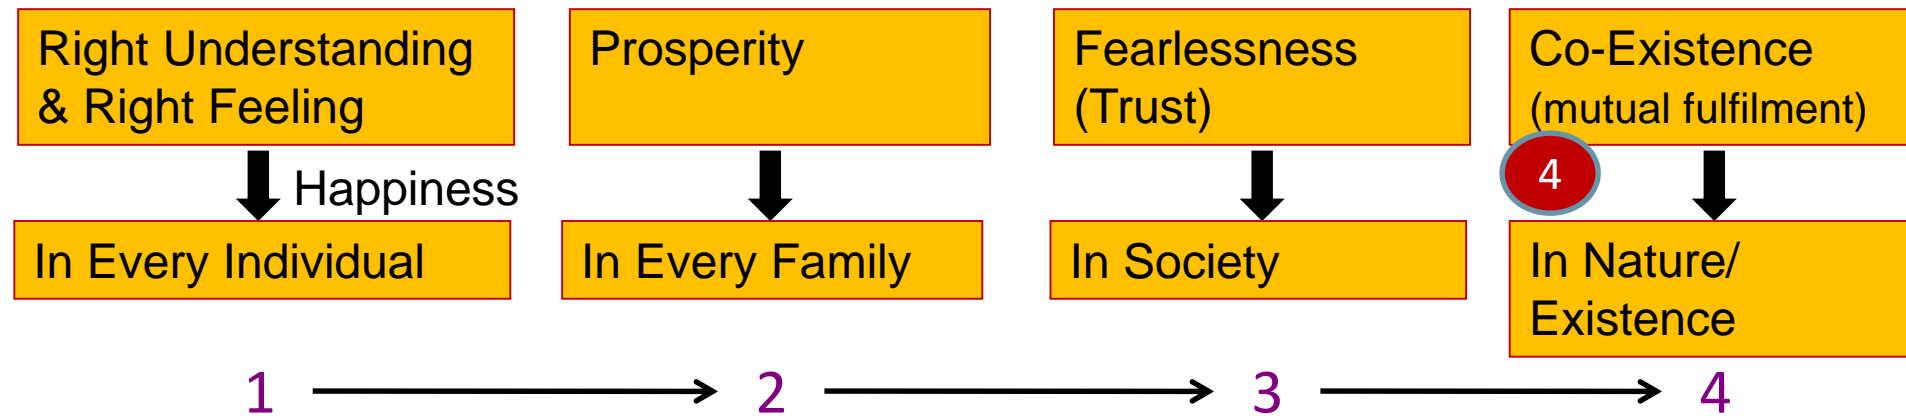 Right Understanding
& Right Feeling
Prosperity
Fearlessness
(Trust)
Co-Existence
(mutual fulfilment)
4
Happiness
In Every Individual
In Every Family
In Society
In Nature/
Existence
1
2
3
4